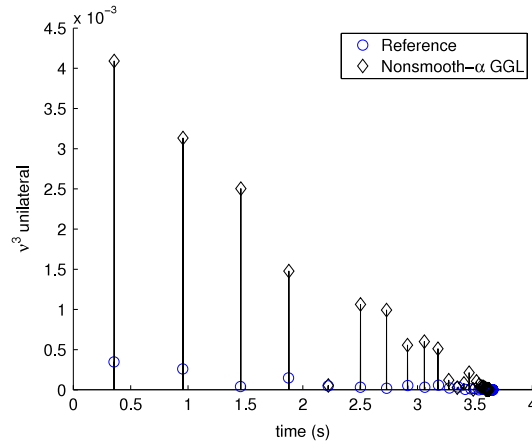 x 10⁻³
Reference
Nonsmooth−α GGL
4.5
4
3.5
3
2.5
2
1.5
1
0.5
0
ν³ unilateral
0 0.5 1 1.5 2 2.5 3 3.5 4
time (s)